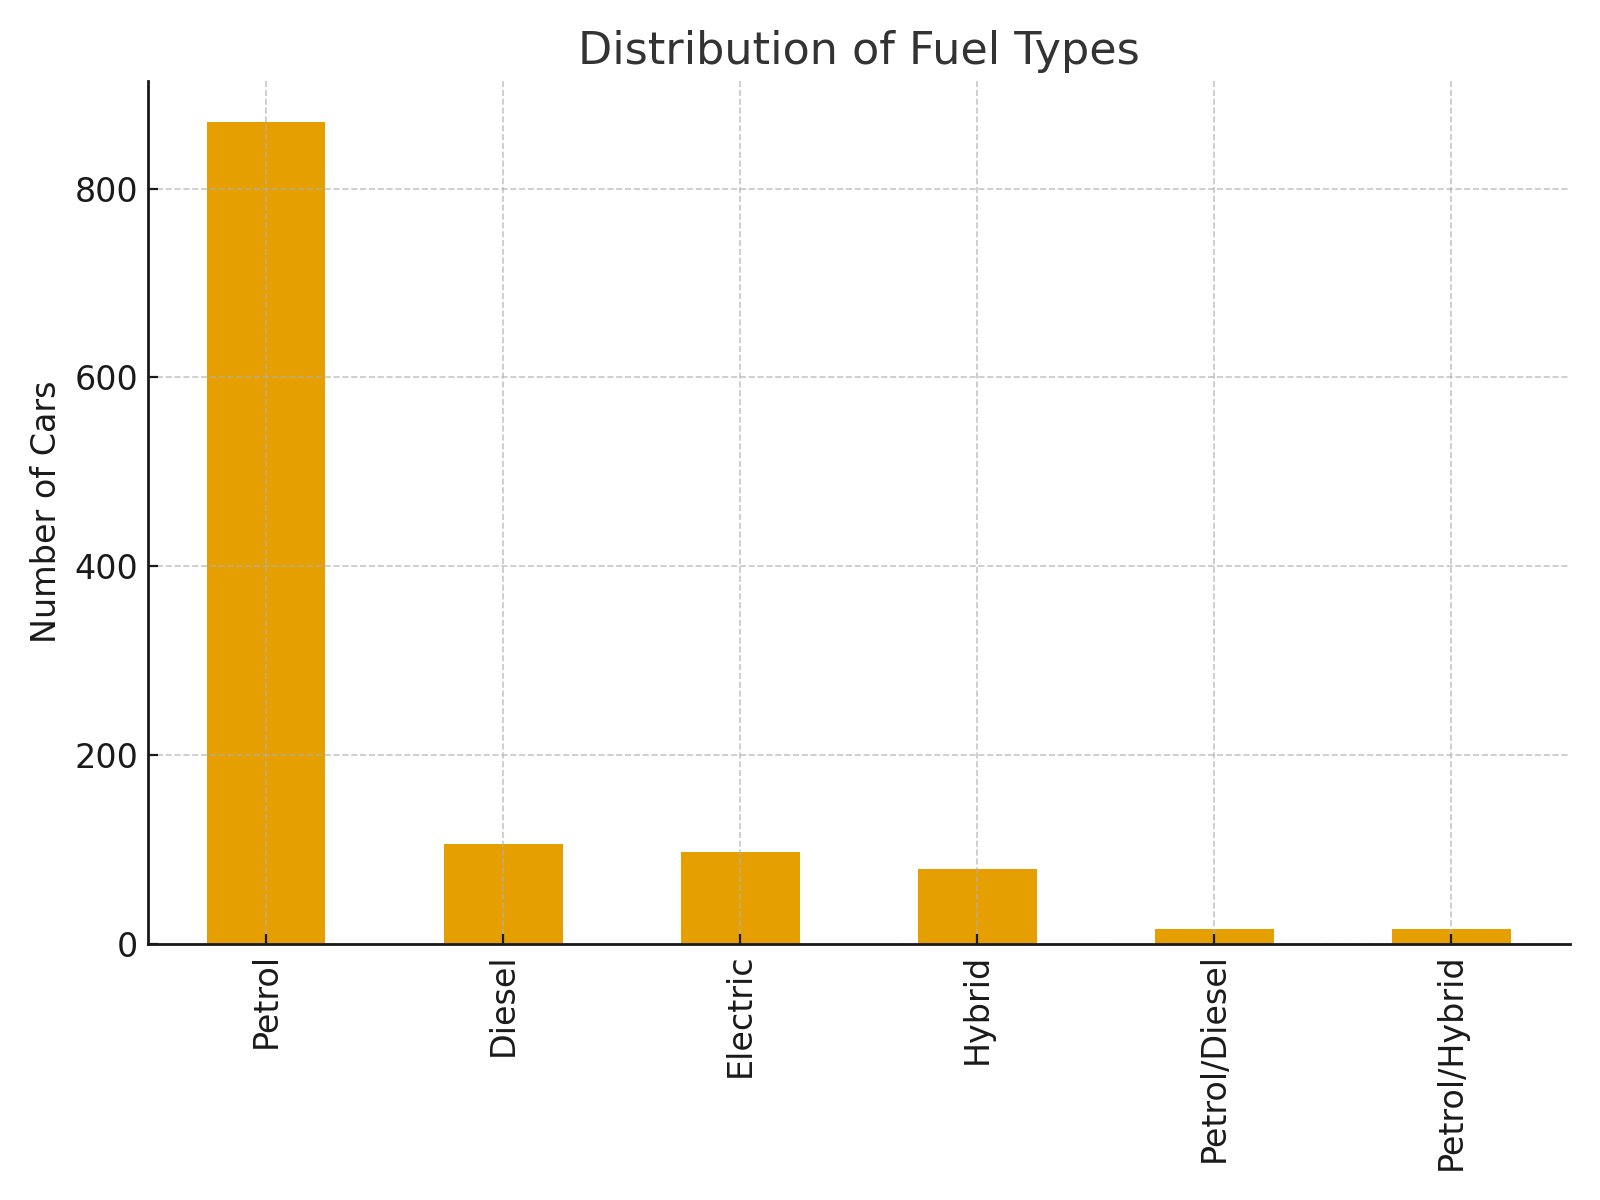 Distribution of Fuel Types
Number of Cars
800
600
400
200
0
Petrol
Diesel
Electric
Hybrid
Petrol/Diesel
Petrol/Hybrid